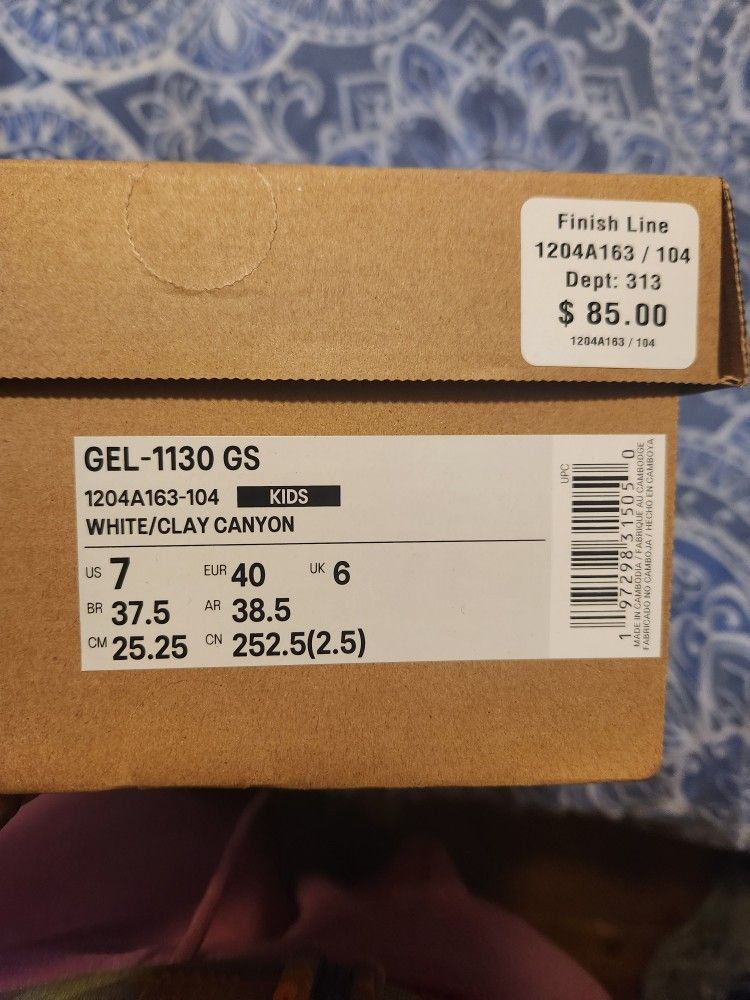 Finish Line
1204A163 / 104
Dept: 313
$ 85.00
1204A163 / 104
GEL-1130 GS
1204A163-104 KIDS
WHITE/CLAY CANYON
US 7 EUR 40 UK 6
BR 37.5 AR 38.5
CM 25.25 CN 252.5(2.5)
UPC
1 97298 31505 0
MADE IN CAMBODIA / FABRIQUE AU CAMBODGE
FABRICADO NO CAMBOJA / HECHO EN CAMBOYA